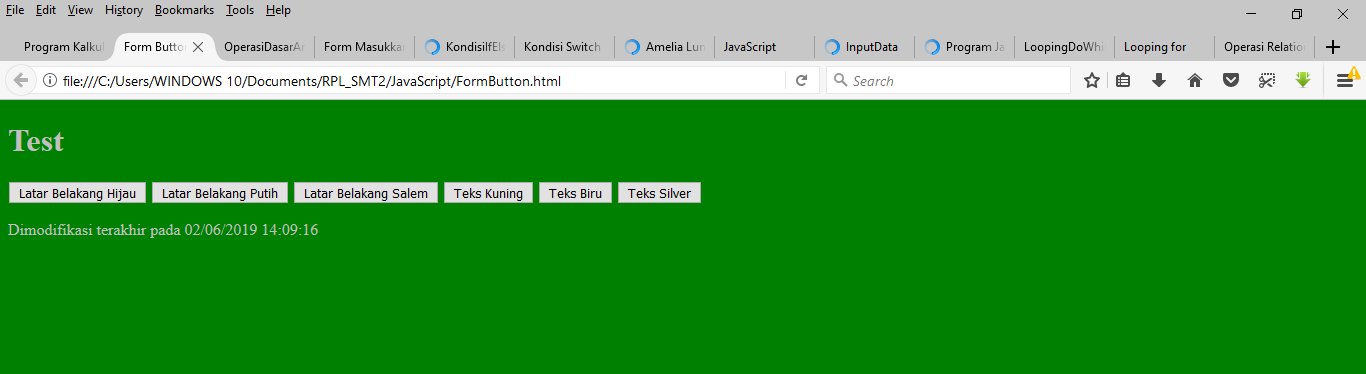 File Edit View History Bookmarks Tools Help
Program Kalkul Form Butto OperasiDasarAr Form Masukkan KondisiIfEls Kondisi Switch Amelia Lun JavaScript InputData Program Ja LoopingDoWhi Looping for Operasi Relation
file:///C:/Users/WINDOWS 10/Documents/RPL_SMT2/JavaScript/FormButton.html Search
Test
Latar Belakang Hijau Latar Belakang Putih Latar Belakang Salem Teks Kuning Teks Biru Teks Silver
Dimodifikasi terakhir pada 02/06/2019 14:09:16